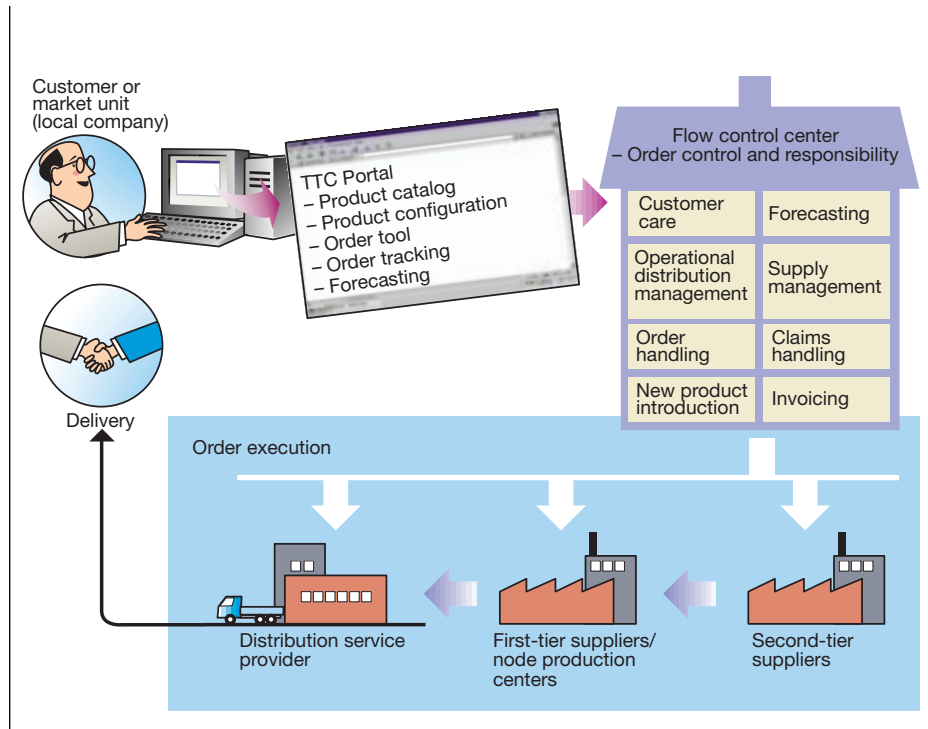 Customer or
market unit
(local company)
TTC Portal
– Product catalog
– Product configuration
– Order tool
– Order tracking
– Forecasting
Flow control center
– Order control and responsibility
Customer
care
Forecasting
Operational
distribution
management
Supply
management
Order
handling
Claims
handling
New product
introduction
Invoicing
Delivery
Order execution
Distribution service
provider
First-tier suppliers/
node production
centers
Second-tier
suppliers